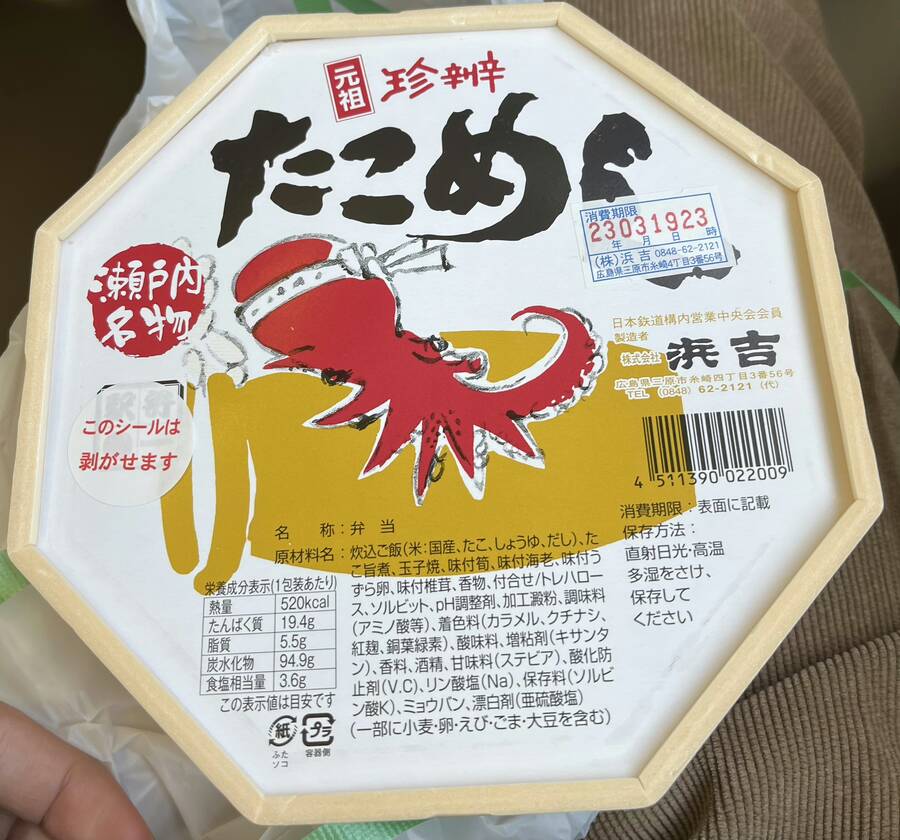 元祖
珍辨
たこめ
消費期限
23031923
年 月 日 時
(株)浜吉 0848-62-2121
広島県三原市糸崎4丁目3番56号
瀬戸内
名物
日本鉄道構内営業中央会会員
製造者
株式会社 浜吉
広島県三原市糸崎四丁目3番56号
TEL (0848) 62-2121 (代)
このシールは
剥がせます
4 511390 022009
消費期限:表面に記載
保存方法:
直射日光・高温
多湿をさけ、
保存して
ください
名 称:弁 当
原材料名:炊込ご飯(米:国産、たこ、しょうゆ、だし)、た
こ旨煮、玉子焼、味付筍、味付海老、味付う
ずら卵、味付椎茸、香物、付合せ/トレハロー
ス、ソルビット、pH調整剤、加工澱粉、調味料
(アミノ酸等)、着色料(カラメル、クチナシ、
紅麹、銅葉緑素)、酸味料、増粘剤(キサンタ
ン)、香料、酒精、甘味料(ステビア)、酸化防
止剤(V.C)、リン酸塩(Na)、保存料(ソルビ
ン酸K)、ミョウバン、漂白剤(亜硫酸塩)
(一部に小麦・卵・えび・ごま・大豆を含む)
栄養成分表示(1包装あたり)
熱量 520kcal
たんぱく質 19.4g
脂質 5.5g
炭水化物 94.9g
食塩相当量 3.6g
この表示値は目安です
紙
ふた
ソコ
プラ
容器側